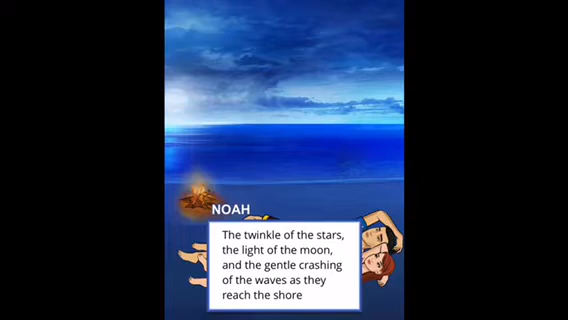 NOAH
The twinkle of the stars,
the light of the moon,
and the gentle crashing
of the waves as they
reach the shore